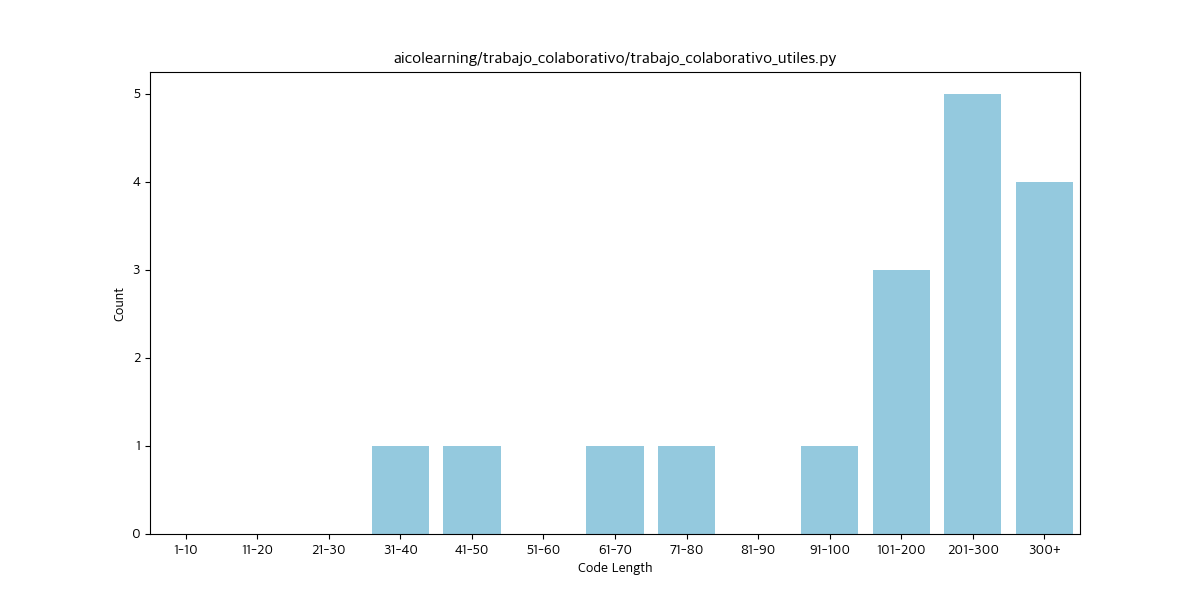 aicolearning/trabajo_colaborativo/trabajo_colaborativo_utiles.py
5
4
3
2
1
0
Count
1-10 11-20 21-30 31-40 41-50 51-60 61-70 71-80 81-90 91-100 101-200 201-300 300+
Code Length